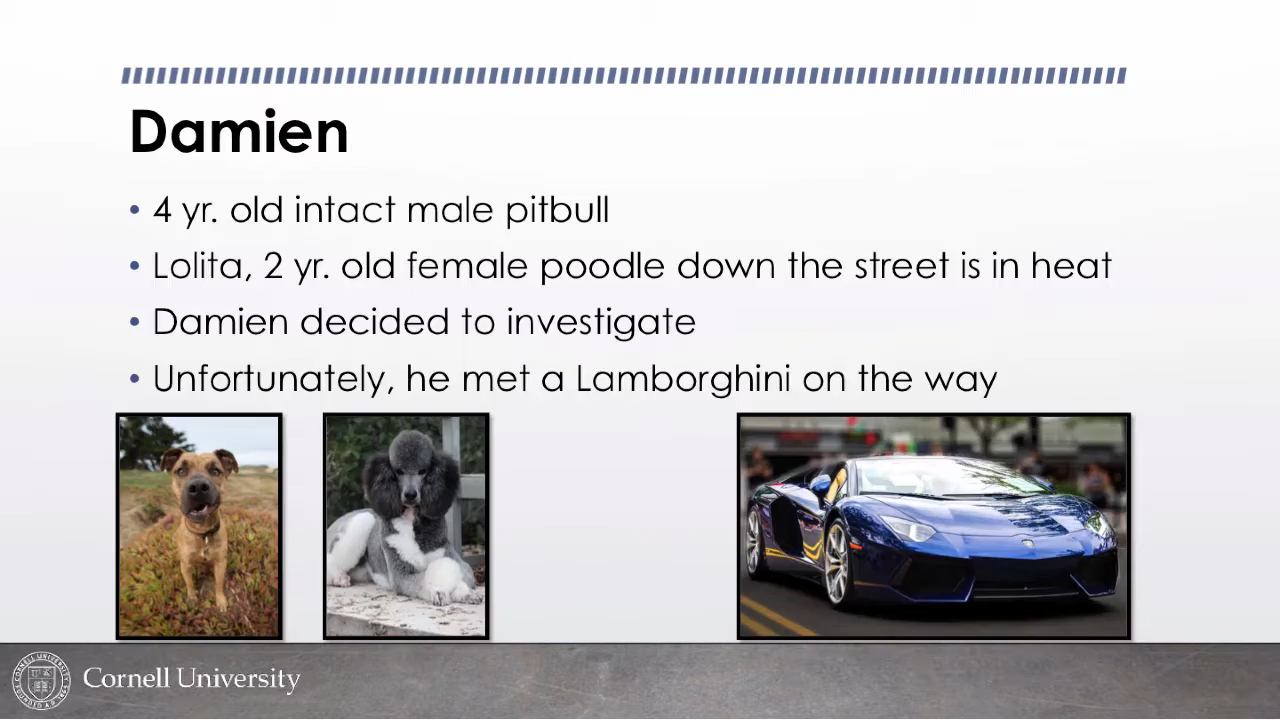 Damien
• 4 yr. old intact male pitbull
• Lolita, 2 yr. old female poodle down the street is in heat
• Damien decided to investigate
• Unfortunately, he met a Lamborghini on the way
Cornell University